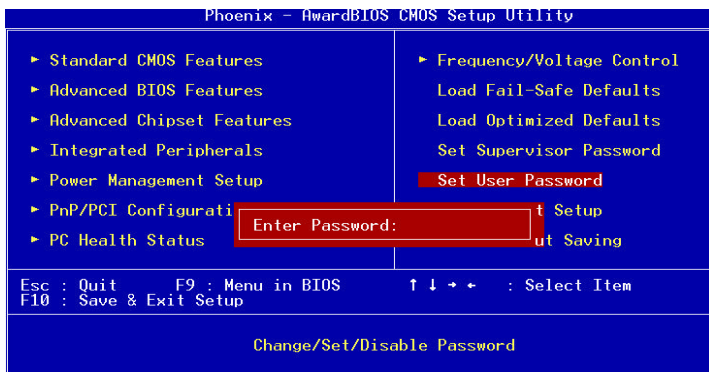 Phoenix - AwardBIOS CMOS Setup Utility
► Standard CMOS Features
► Advanced BIOS Features
► Advanced Chipset Features
► Integrated Peripherals
► Power Management Setup
► PnP/PCI Configurati
► PC Health Status
► Frequency/Voltage Control
Load Fail-Safe Defaults
Load Optimized Defaults
Set Supervisor Password
Set User Password
t Setup
ut Saving
Enter Password:
Esc : Quit F9 : Menu in BIOS ↑ ↓ → ← : Select Item
F10 : Save & Exit Setup
Change/Set/Disable Password